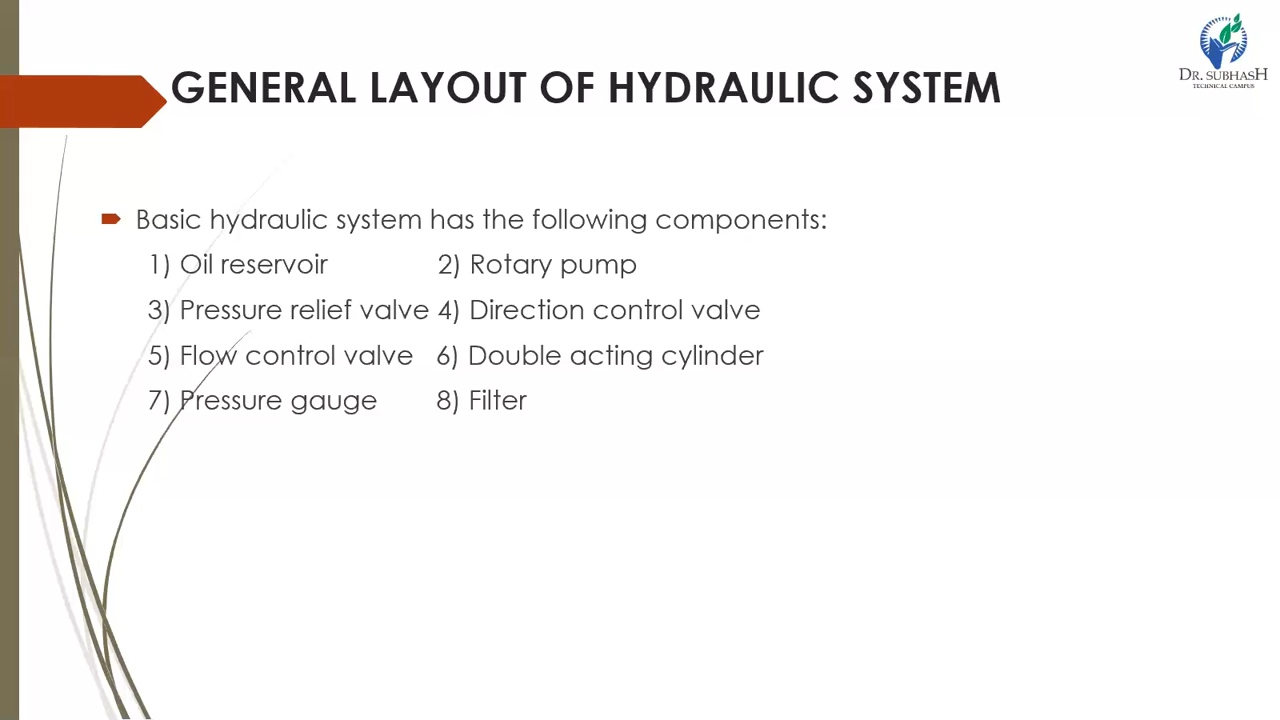 DR. SUBHASH
TECHNICAL CAMPUS
GENERAL LAYOUT OF HYDRAULIC SYSTEM
Basic hydraulic system has the following components:
1) Oil reservoir 2) Rotary pump
3) Pressure relief valve 4) Direction control valve
5) Flow control valve 6) Double acting cylinder
7) Pressure gauge 8) Filter